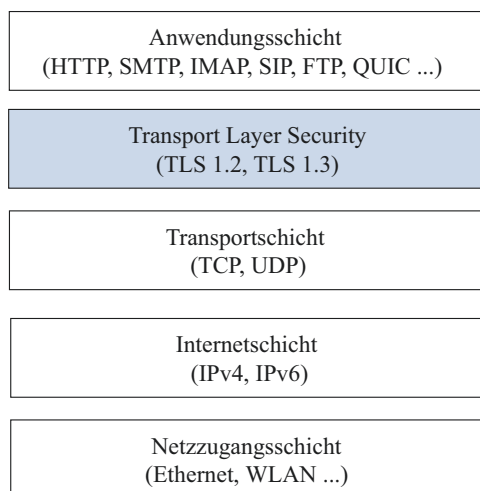 Anwendungsschicht
(HTTP, SMTP, IMAP, SIP, FTP, QUIC ...)
Transport Layer Security
(TLS 1.2, TLS 1.3)
Transportschicht
(TCP, UDP)
Internetschicht
(IPv4, IPv6)
Netzzugangsschicht
(Ethernet, WLAN ...)